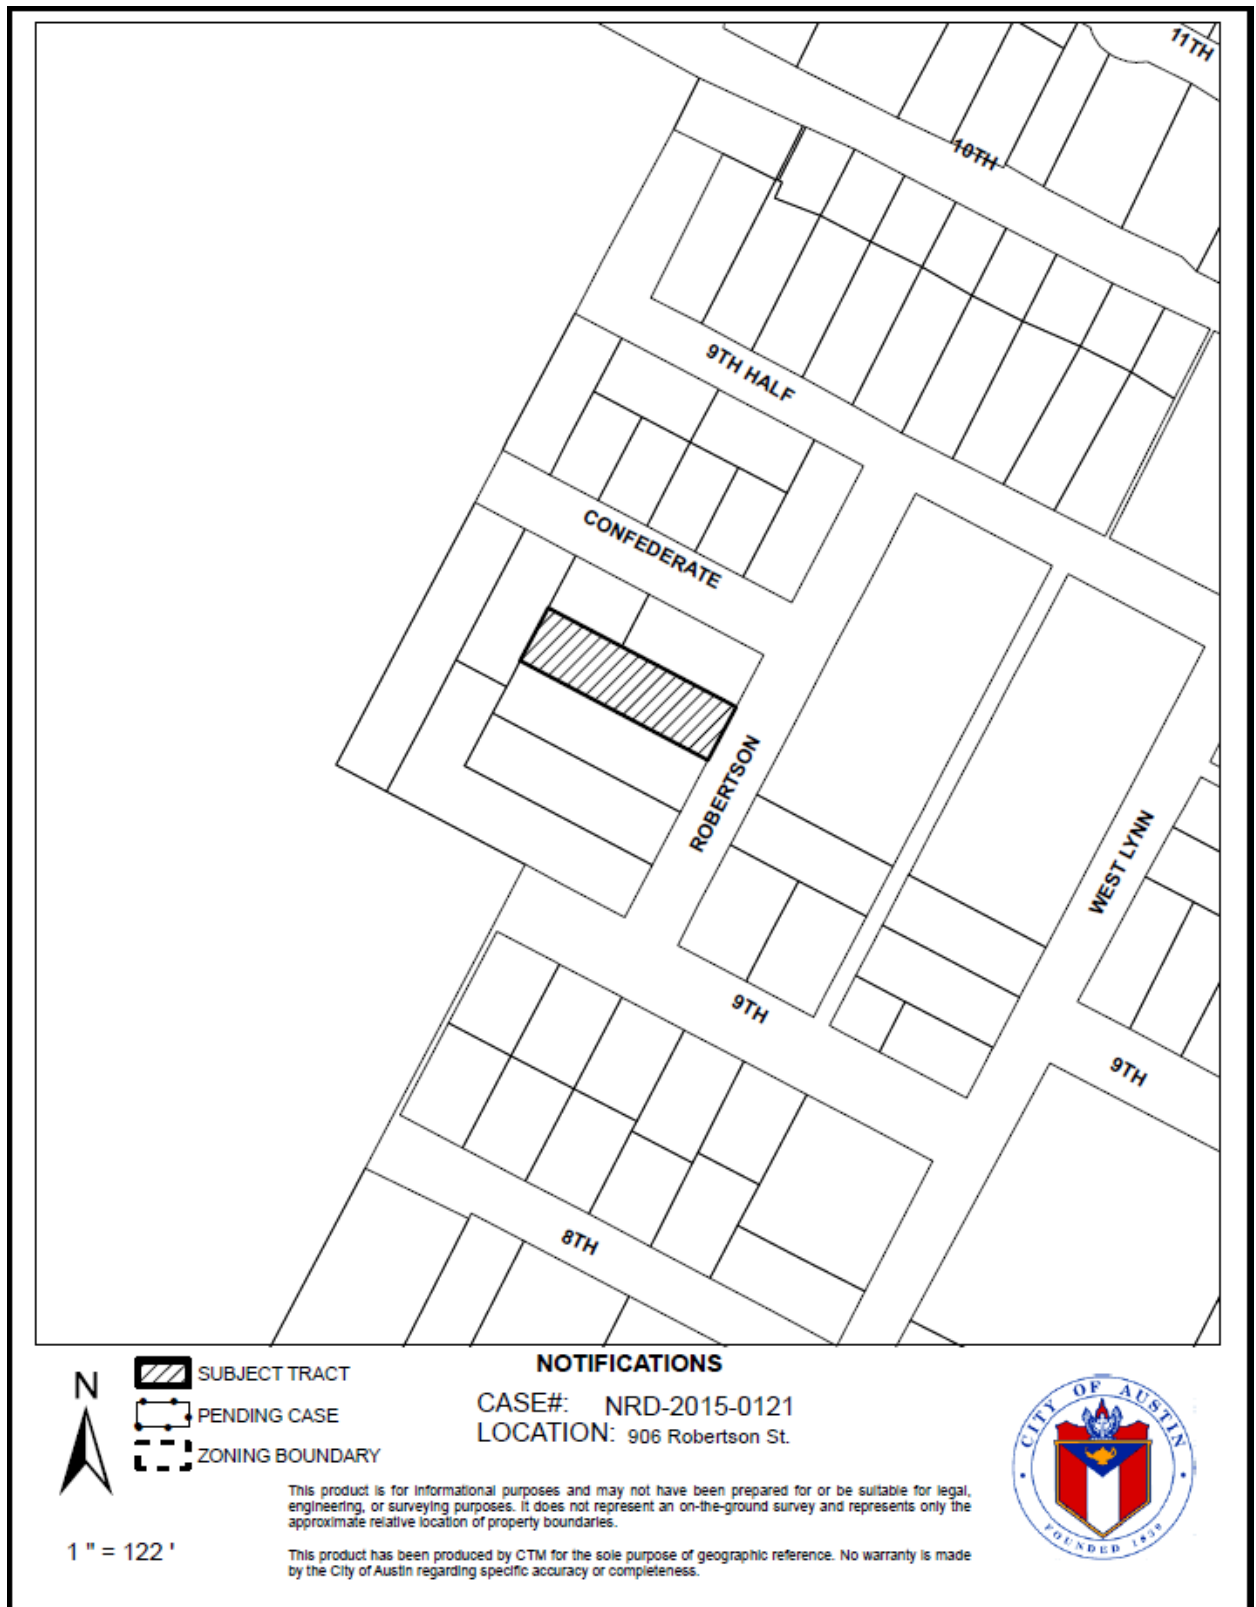 11TH
10TH
9TH HALF
CONFEDERATE
ROBERTSON
WEST LYNN
9TH
9TH
8TH
N
SUBJECT TRACT
PENDING CASE
ZONING BOUNDARY
1 " = 122 '
NOTIFICATIONS
CASE#: NRD-2015-0121
LOCATION: 906 Robertson St.
This product is for informational purposes and may not have been prepared for or be suitable for legal,
engineering, or surveying purposes. It does not represent an on-the-ground survey and represents only the
approximate relative location of property boundaries.
This product has been produced by CTM for the sole purpose of geographic reference. No warranty is made
by the City of Austin regarding specific accuracy or completeness.
CITY OF AUSTIN
FOUNDED 1839